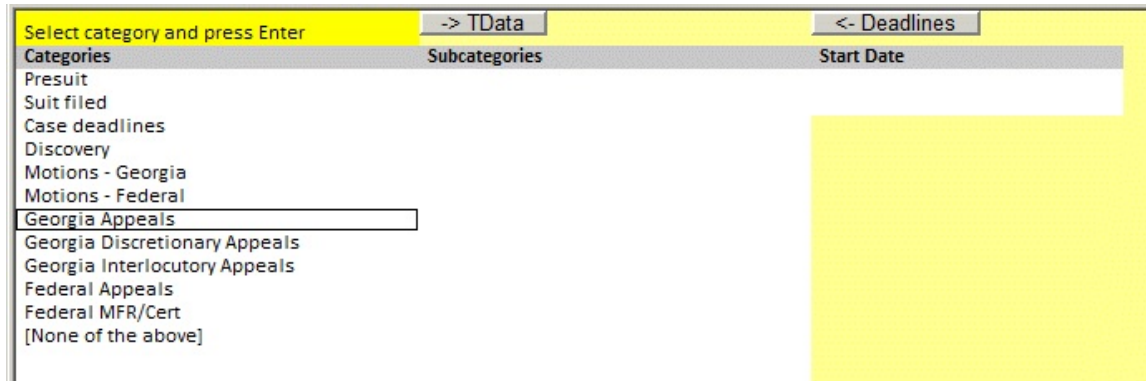 Select category and press Enter -> TData <- Deadlines
Categories Subcategories Start Date
Presuit
Suit filed
Case deadlines
Discovery
Motions - Georgia
Motions - Federal
Georgia Appeals
Georgia Discretionary Appeals
Georgia Interlocutory Appeals
Federal Appeals
Federal MFR/Cert
[None of the above]